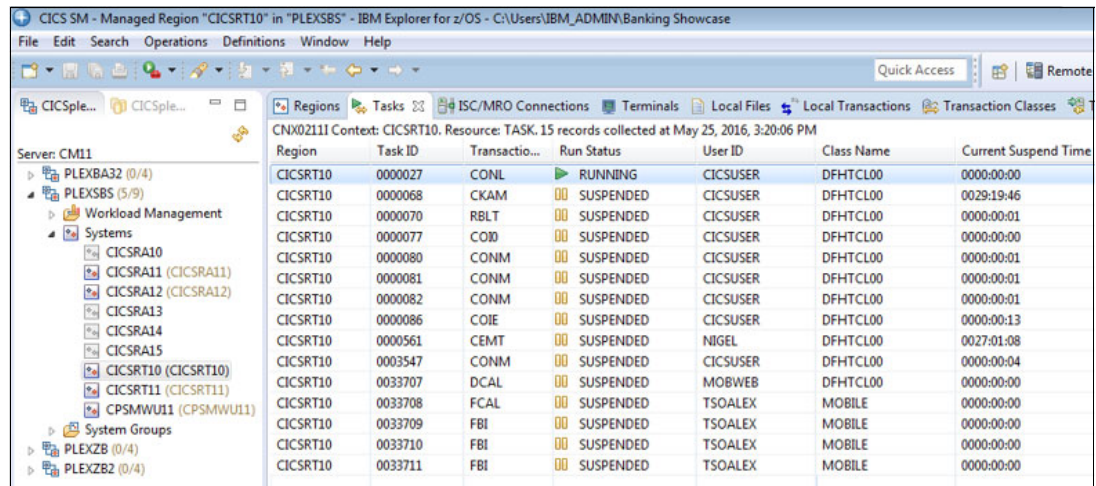 CICS SM - Managed Region "CICSRT10" in "PLEXSBS" - IBM Explorer for z/OS - C:\Users\IBM_ADMIN\Banking Showcase
File Edit Search Operations Definitions Window Help
Quick Access Remote
CICSple... CICSple...
Server: CM11
PLEXBA32 (0/4)
PLEXSBS (5/9)
Workload Management
Systems
CICSRA10
CICSRA11 (CICSRA11)
CICSRA12 (CICSRA12)
CICSRA13
CICSRA14
CICSRA15
CICSRT10 (CICSRT10)
CICSRT11 (CICSRT11)
CPSMWU11 (CPSMWU11)
System Groups
PLEXZB (0/4)
PLEXZB2 (0/4)
Regions Tasks ISC/MRO Connections Terminals Local Files Local Transactions Transaction Classes
CNX0211I Context: CICSRT10. Resource: TASK. 15 records collected at May 25, 2016, 3:20:06 PM
Region Task ID Transactio... Run Status User ID Class Name Current Suspend Time
CICSRT10 0000027 CONL RUNNING CICSUSER DFHTCL00 0000:00:00
CICSRT10 0000068 CKAM SUSPENDED CICSUSER DFHTCL00 0029:19:46
CICSRT10 0000070 RBLT SUSPENDED CICSUSER DFHTCL00 0000:00:01
CICSRT10 0000077 COI0 SUSPENDED CICSUSER DFHTCL00 0000:00:00
CICSRT10 0000080 CONM SUSPENDED CICSUSER DFHTCL00 0000:00:01
CICSRT10 0000081 CONM SUSPENDED CICSUSER DFHTCL00 0000:00:01
CICSRT10 0000082 CONM SUSPENDED CICSUSER DFHTCL00 0000:00:01
CICSRT10 0000086 COIE SUSPENDED CICSUSER DFHTCL00 0000:00:13
CICSRT10 0000561 CEMT SUSPENDED NIGEL DFHTCL00 0027:01:08
CICSRT10 0003547 CONM SUSPENDED CICSUSER DFHTCL00 0000:00:04
CICSRT10 0033707 DCAL SUSPENDED MOBWEB DFHTCL00 0000:00:00
CICSRT10 0033708 FCAL SUSPENDED TSOALEX MOBILE 0000:00:00
CICSRT10 0033709 FBI SUSPENDED TSOALEX MOBILE 0000:00:00
CICSRT10 0033710 FBI SUSPENDED TSOALEX MOBILE 0000:00:00
CICSRT10 0033711 FBI SUSPENDED TSOALEX MOBILE 0000:00:00